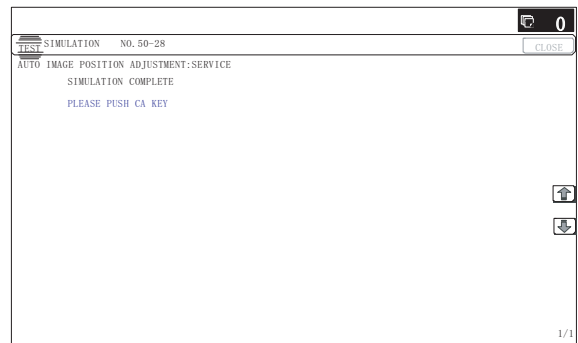 0
TEST SIMULATION NO.50-28
CLOSE
AUTO IMAGE POSITION ADJUSTMENT:SERVICE
SIMULATION COMPLETE
PLEASE PUSH CA KEY
1/1